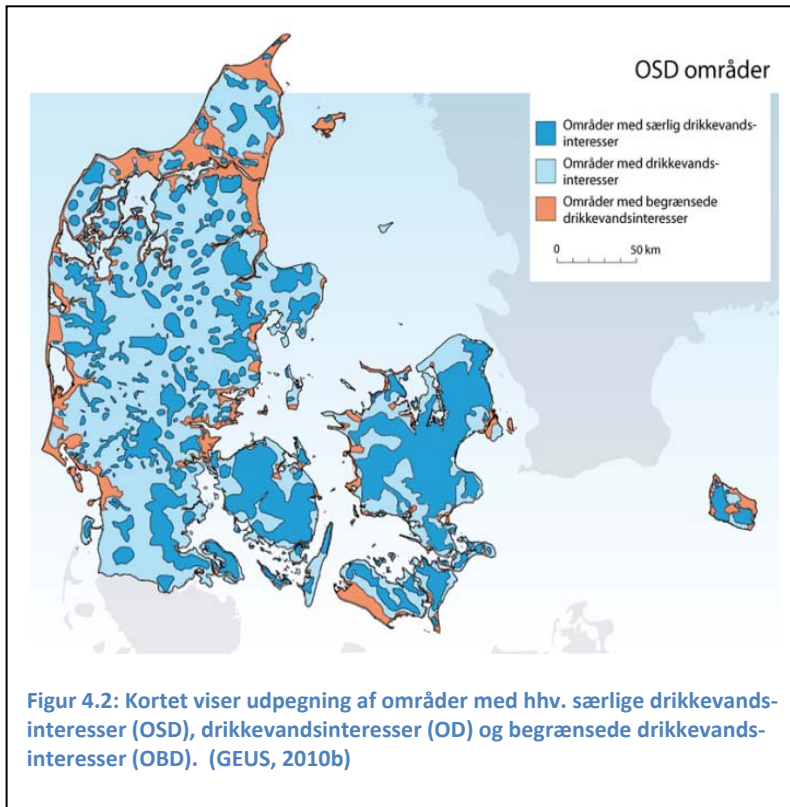 OSD områder
Områder med særlig drikkevands-
interesser
Områder med drikkevands-
interesser
Områder med begrænsede
drikkevandsinteresser
0 50 km
Figur 4.2: Kortet viser udpegning af områder med hhv. særlige drikkevands-
interesser (OSD), drikkevandsinteresser (OD) og begrænsede drikkevands-
interesser (OBD). (GEUS, 2010b)